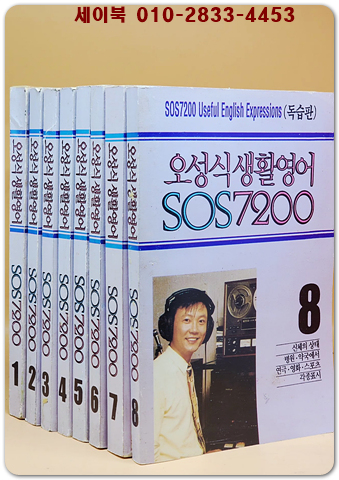 세이북 010-2833-4453
SOS7200 Useful English Expressions (독습판)
오성식생활영어
SOS7200
8
신체의 상태
병원·약국에서
연극·영화·스포츠
각종표시
오성식 생활영어 SOS7200 1
오성식 생활영어 SOS7200 2
오성식 생활영어 SOS7200 3
오성식 생활영어 SOS7200 4
오성식 생활영어 SOS7200 5
오성식 생활영어 SOS7200 6
오성식 생활영어 SOS7200 7
오성식 생활영어 SOS7200 8